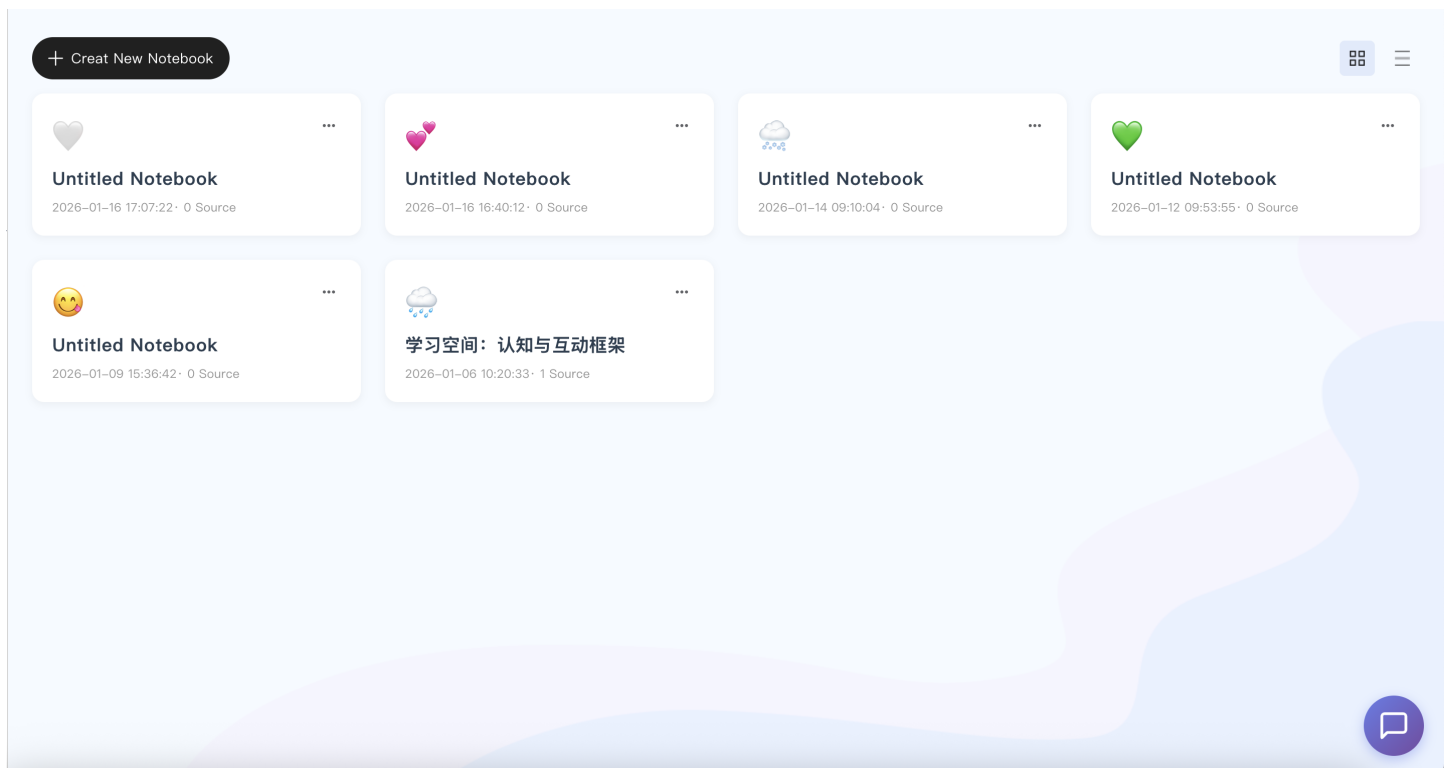 Creat New Notebook
Untitled Notebook
2026-01-16 17:07:22· 0 Source
Untitled Notebook
2026-01-16 16:40:12· 0 Source
Untitled Notebook
2026-01-14 09:10:04· 0 Source
Untitled Notebook
2026-01-12 09:53:55· 0 Source
Untitled Notebook
2026-01-09 15:36:42· 0 Source
学习空间：认知与互动框架
2026-01-06 10:20:33· 1 Source